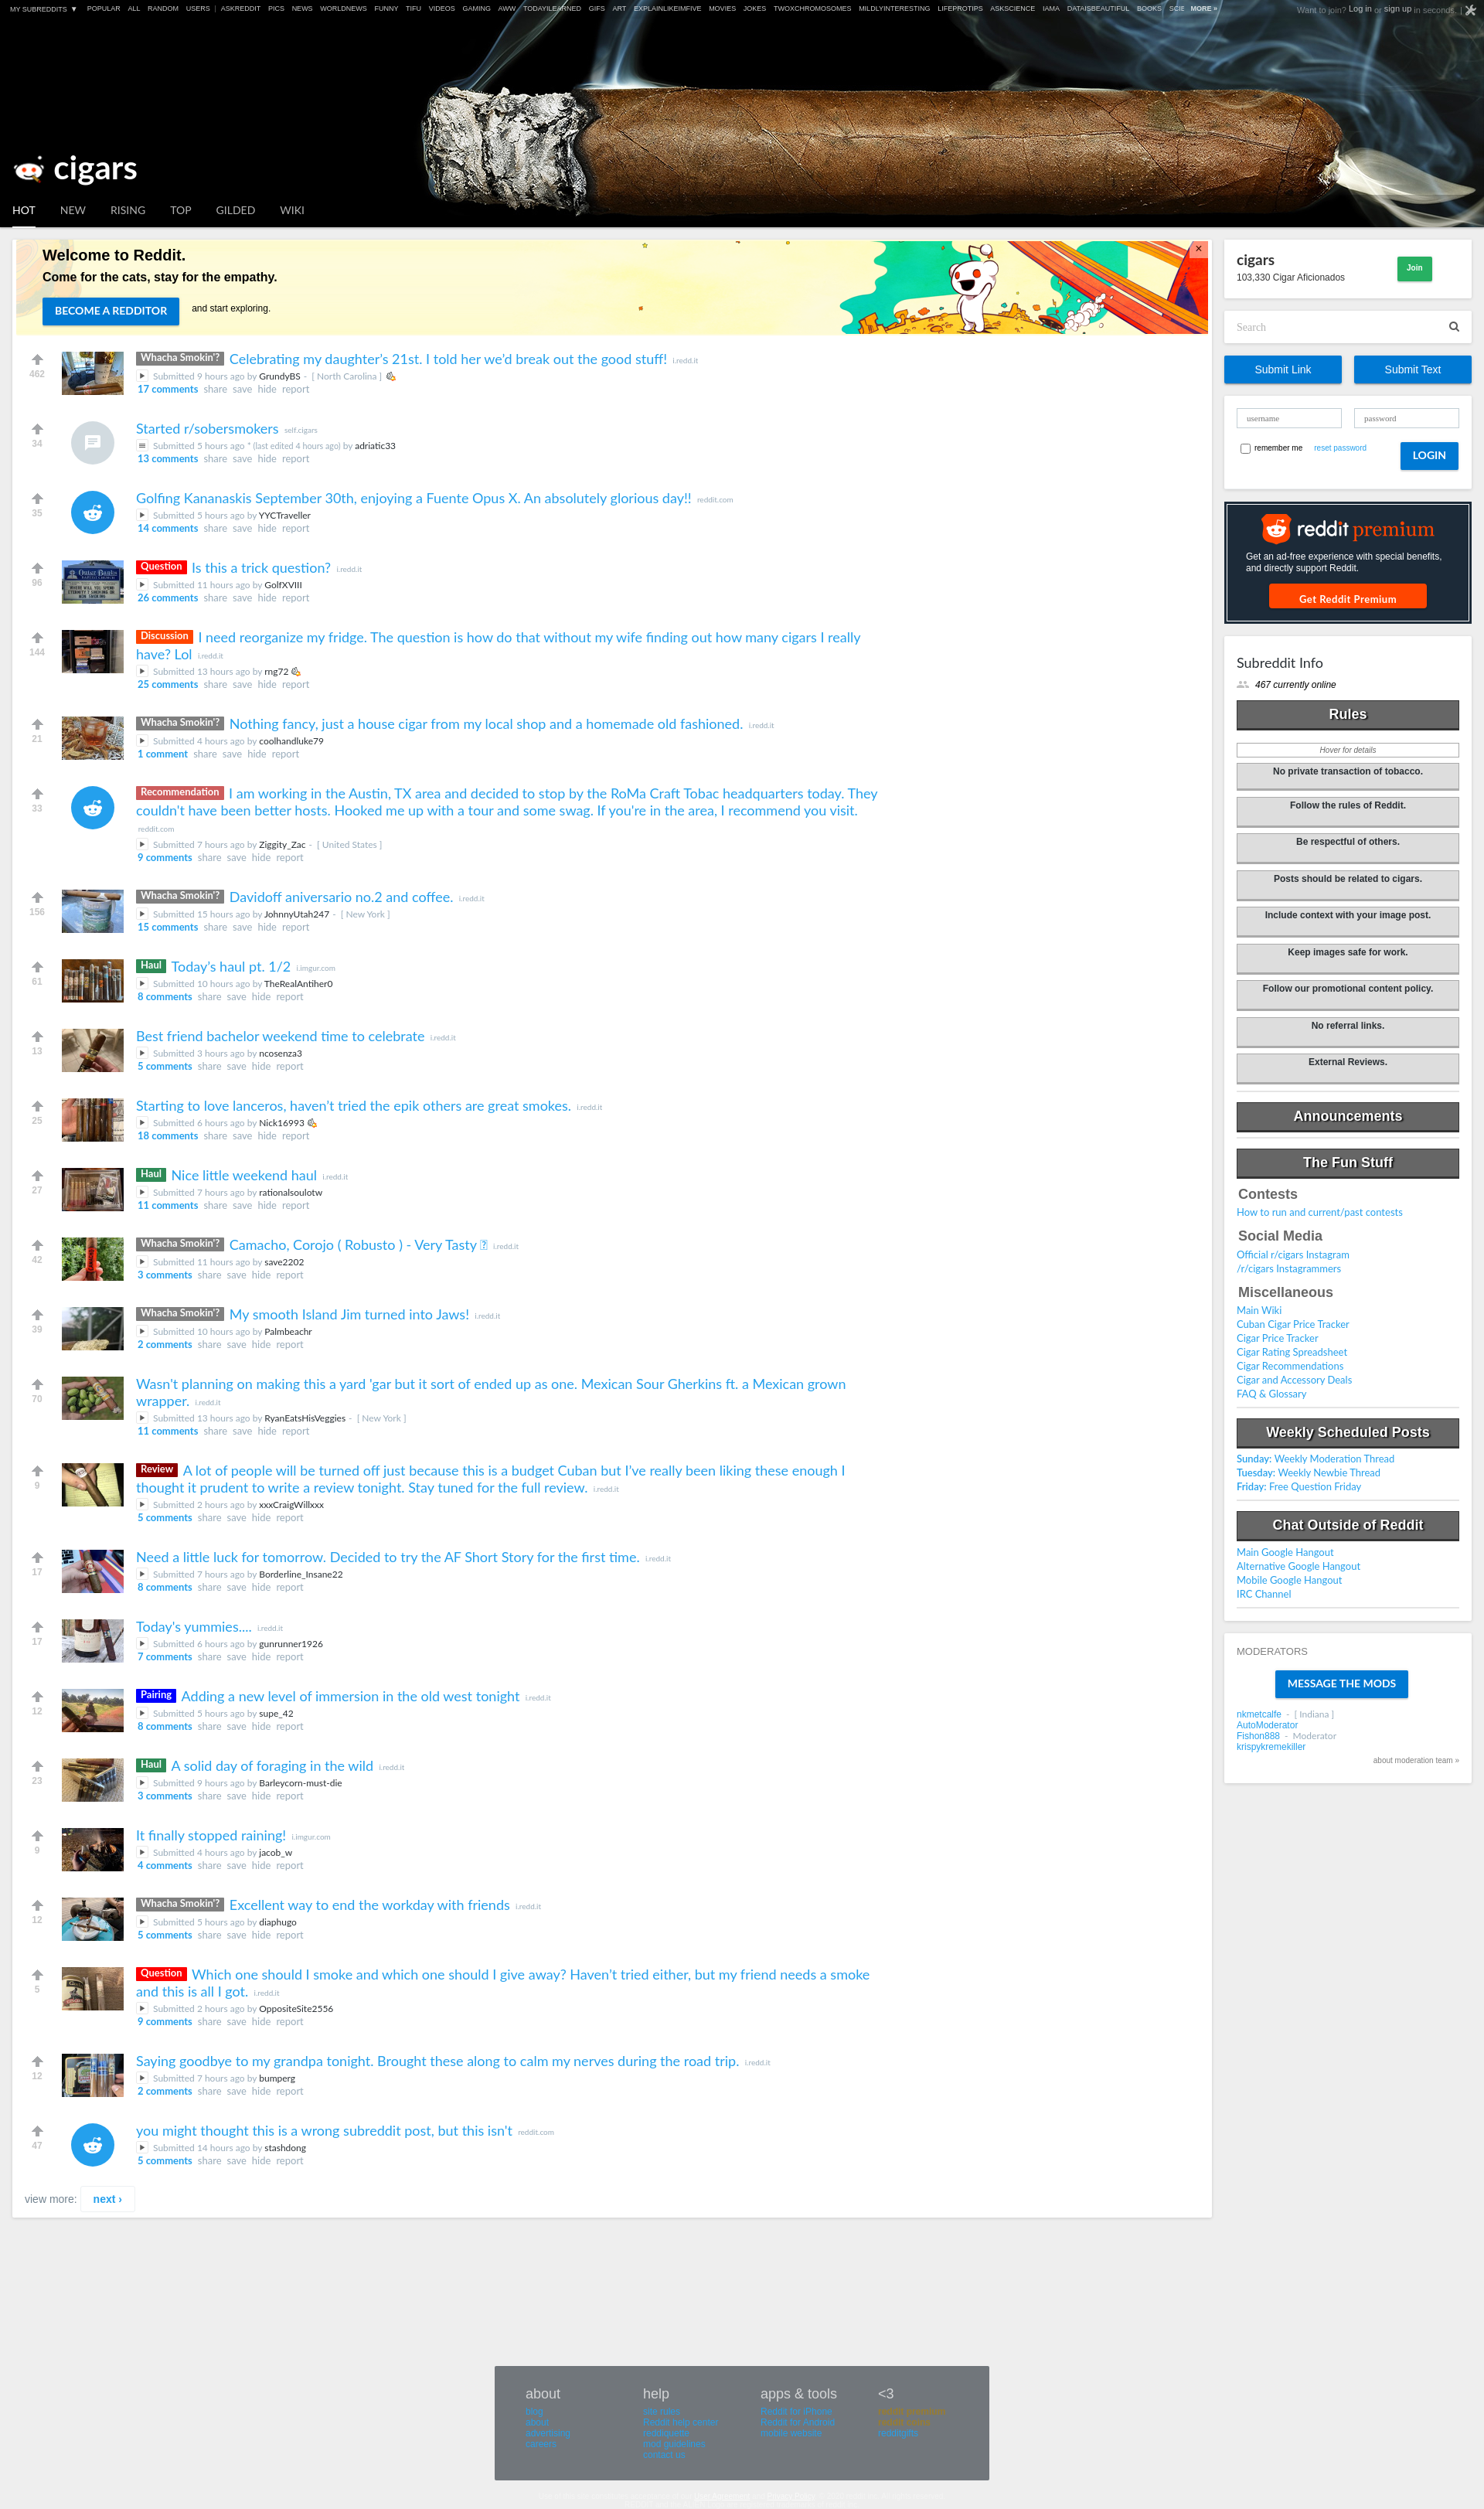 MY SUBREDDITS ▼ POPULAR ALL RANDOM USERS | ASKREDDIT PICS NEWS WORLDNEWS FUNNY TIFU VIDEOS GAMING AWW TODAYILEARNED GIFS ART EXPLAINLIKEIMFIVE MOVIES JOKES TWOXCHROMOSOMES MILDLYINTERESTING LIFEPROTIPS ASKSCIENCE IAMA DATAISBEAUTIFUL BOOKS SCIE MORE »
Want to join? Log in or sign up in seconds. |
cigars
HOT NEW RISING TOP GILDED WIKI
Welcome to Reddit.
Come for the cats, stay for the empathy.
BECOME A REDDITOR and start exploring.
×
462
Whacha Smokin'? Celebrating my daughter's 21st. I told her we'd break out the good stuff! i.redd.it
Submitted 9 hours ago by GrundyBS - [ North Carolina ]
17 comments share save hide report
34
Started r/sobersmokers self.cigars
Submitted 5 hours ago * (last edited 4 hours ago) by adriatic33
13 comments share save hide report
35
Golfing Kananaskis September 30th, enjoying a Fuente Opus X. An absolutely glorious day!! reddit.com
Submitted 5 hours ago by YYCTraveller
14 comments share save hide report
96
Question Is this a trick question? i.redd.it
Submitted 11 hours ago by GolfXVIII
26 comments share save hide report
144
Discussion I need reorganize my fridge. The question is how do that without my wife finding out how many cigars I really
have? Lol i.redd.it
Submitted 13 hours ago by rng72
25 comments share save hide report
21
Whacha Smokin'? Nothing fancy, just a house cigar from my local shop and a homemade old fashioned. i.redd.it
Submitted 4 hours ago by coolhandluke79
1 comment share save hide report
33
Recommendation I am working in the Austin, TX area and decided to stop by the RoMa Craft Tobac headquarters today. They
couldn't have been better hosts. Hooked me up with a tour and some swag. If you're in the area, I recommend you visit.
reddit.com
Submitted 7 hours ago by Ziggity_Zac - [ United States ]
9 comments share save hide report
156
Whacha Smokin'? Davidoff aniversario no.2 and coffee. i.redd.it
Submitted 15 hours ago by JohnnyUtah247 - [ New York ]
15 comments share save hide report
61
Haul Today's haul pt. 1/2 i.imgur.com
Submitted 10 hours ago by TheRealAntiher0
8 comments share save hide report
13
Best friend bachelor weekend time to celebrate i.redd.it
Submitted 3 hours ago by ncosenza3
5 comments share save hide report
25
Starting to love lanceros, haven't tried the epik others are great smokes. i.redd.it
Submitted 6 hours ago by Nick16993
18 comments share save hide report
27
Haul Nice little weekend haul i.redd.it
Submitted 7 hours ago by rationalsoulotw
11 comments share save hide report
42
Whacha Smokin'? Camacho, Corojo ( Robusto ) - Very Tasty i.redd.it
Submitted 11 hours ago by save2202
3 comments share save hide report
39
Whacha Smokin'? My smooth Island Jim turned into Jaws! i.redd.it
Submitted 10 hours ago by Palmbeachr
2 comments share save hide report
70
Wasn't planning on making this a yard 'gar but it sort of ended up as one. Mexican Sour Gherkins ft. a Mexican grown
wrapper. i.redd.it
Submitted 13 hours ago by RyanEatsHisVeggies - [ New York ]
11 comments share save hide report
9
Review A lot of people will be turned off just because this is a budget Cuban but I've really been liking these enough I
thought it prudent to write a review tonight. Stay tuned for the full review. i.redd.it
Submitted 2 hours ago by xxxCraigWillxxx
5 comments share save hide report
17
Need a little luck for tomorrow. Decided to try the AF Short Story for the first time. i.redd.it
Submitted 7 hours ago by Borderline_Insane22
8 comments share save hide report
17
Today's yummies.... i.redd.it
Submitted 6 hours ago by gunrunner1926
7 comments share save hide report
12
Pairing Adding a new level of immersion in the old west tonight i.redd.it
Submitted 5 hours ago by supe_42
8 comments share save hide report
23
Haul A solid day of foraging in the wild i.redd.it
Submitted 9 hours ago by Barleycorn-must-die
3 comments share save hide report
9
It finally stopped raining! i.imgur.com
Submitted 4 hours ago by jacob_w
4 comments share save hide report
12
Whacha Smokin'? Excellent way to end the workday with friends i.redd.it
Submitted 5 hours ago by diaphugo
5 comments share save hide report
5
Question Which one should I smoke and which one should I give away? Haven't tried either, but my friend needs a smoke
and this is all I got. i.redd.it
Submitted 2 hours ago by OppositeSite2556
9 comments share save hide report
12
Saying goodbye to my grandpa tonight. Brought these along to calm my nerves during the road trip. i.redd.it
Submitted 7 hours ago by bumperg
2 comments share save hide report
47
you might thought this is a wrong subreddit post, but this isn't reddit.com
Submitted 14 hours ago by stashdong
5 comments share save hide report
view more: next ›
cigars
103,330 Cigar Aficionados
Join
Search
Submit Link Submit Text
username password
remember me reset password LOGIN
reddit premium
Get an ad-free experience with special benefits,
and directly support Reddit.
Get Reddit Premium
Subreddit Info
467 currently online
Rules
Hover for details
No private transaction of tobacco.
Follow the rules of Reddit.
Be respectful of others.
Posts should be related to cigars.
Include context with your image post.
Keep images safe for work.
Follow our promotional content policy.
No referral links.
External Reviews.
Announcements
The Fun Stuff
Contests
How to run and current/past contests
Social Media
Official r/cigars Instagram
/r/cigars Instagrammers
Miscellaneous
Main Wiki
Cuban Cigar Price Tracker
Cigar Price Tracker
Cigar Rating Spreadsheet
Cigar Recommendations
Cigar and Accessory Deals
FAQ & Glossary
Weekly Scheduled Posts
Sunday: Weekly Moderation Thread
Tuesday: Weekly Newbie Thread
Friday: Free Question Friday
Chat Outside of Reddit
Main Google Hangout
Alternative Google Hangout
Mobile Google Hangout
IRC Channel
MODERATORS
MESSAGE THE MODS
nkmetcalfe - [ Indiana ]
AutoModerator
Fishon888 - Moderator
krispykremekiller
about moderation team »
about
blog
about
advertising
careers
help
site rules
Reddit help center
reddiquette
mod guidelines
contact us
apps & tools
Reddit for iPhone
Reddit for Android
mobile website
<3
reddit premium
reddit coins
redditgifts